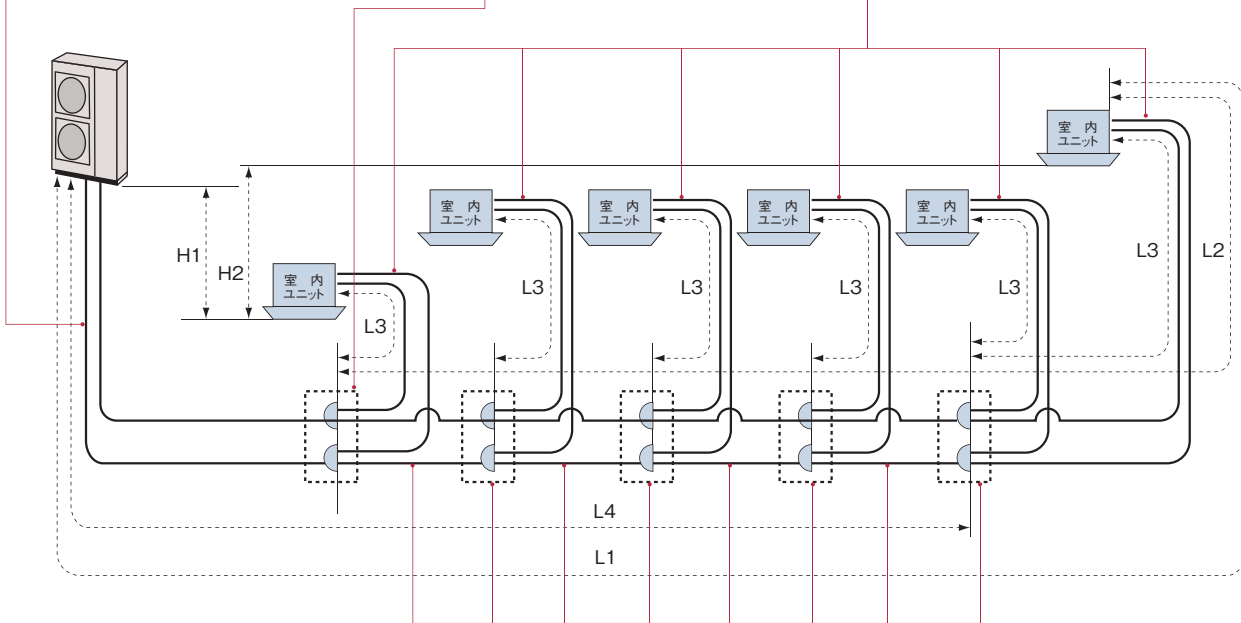 室 内
ユニット
室 内
ユニット
室 内
ユニット
室 内
ユニット
室 内
ユニット
室 内
ユニット
H1
H2
L3
L3
L3
L3
L3
L3
L2
L4
L1